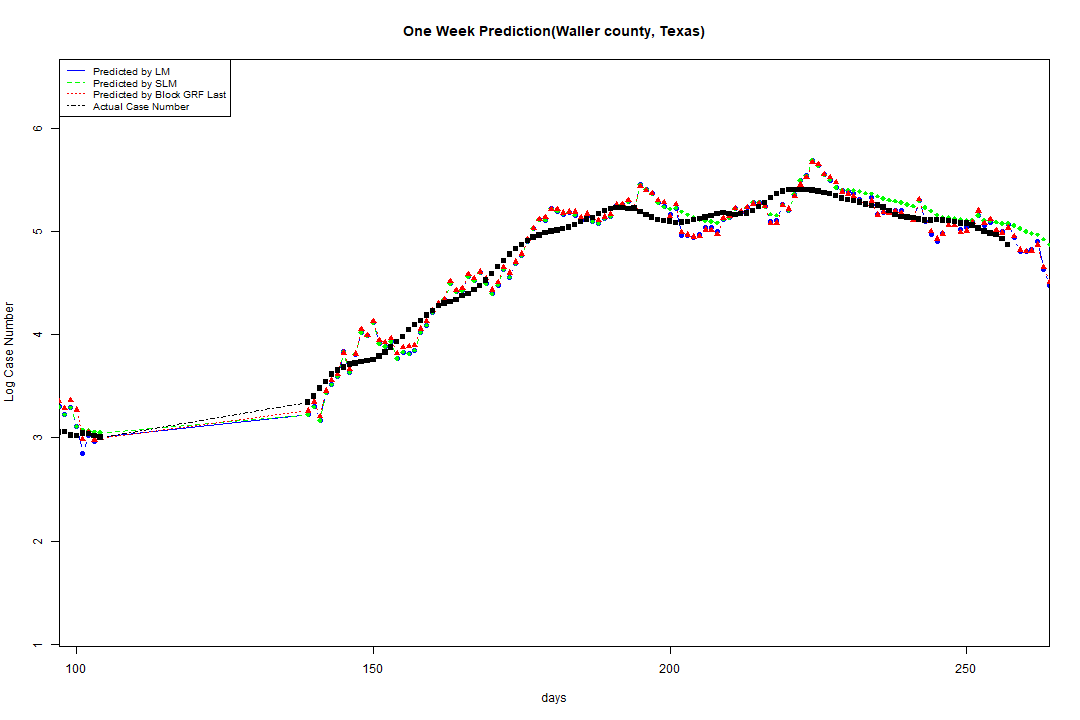 One Week Prediction(Waller county, Texas)
Predicted by LM
Predicted by SLM
Predicted by Block GRF Last
Actual Case Number
6
5
4
3
2
1
Log Case Number
100 150 200 250
days